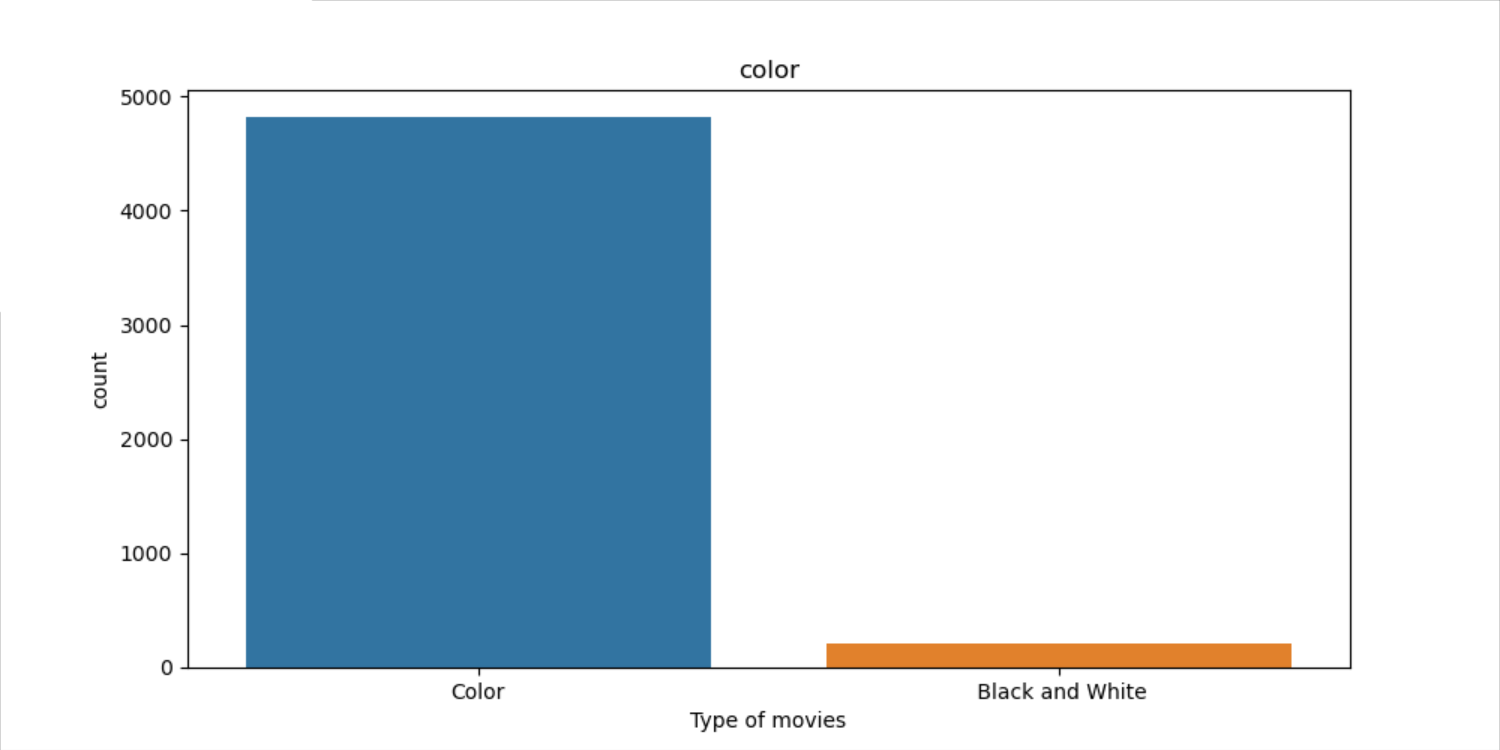 color
5000
4000
3000
2000
1000
0
count
Color
Black and White
Type of movies